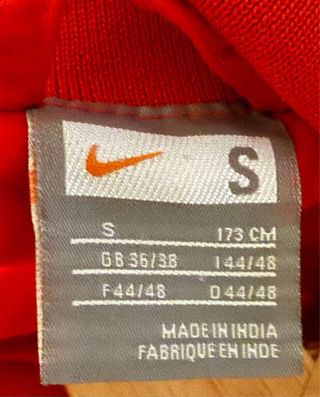 S
S 173 CM
GB 36/38 I 44/48
F 44/48 D 44/48
MADE IN INDIA
FABRIQUE EN INDE